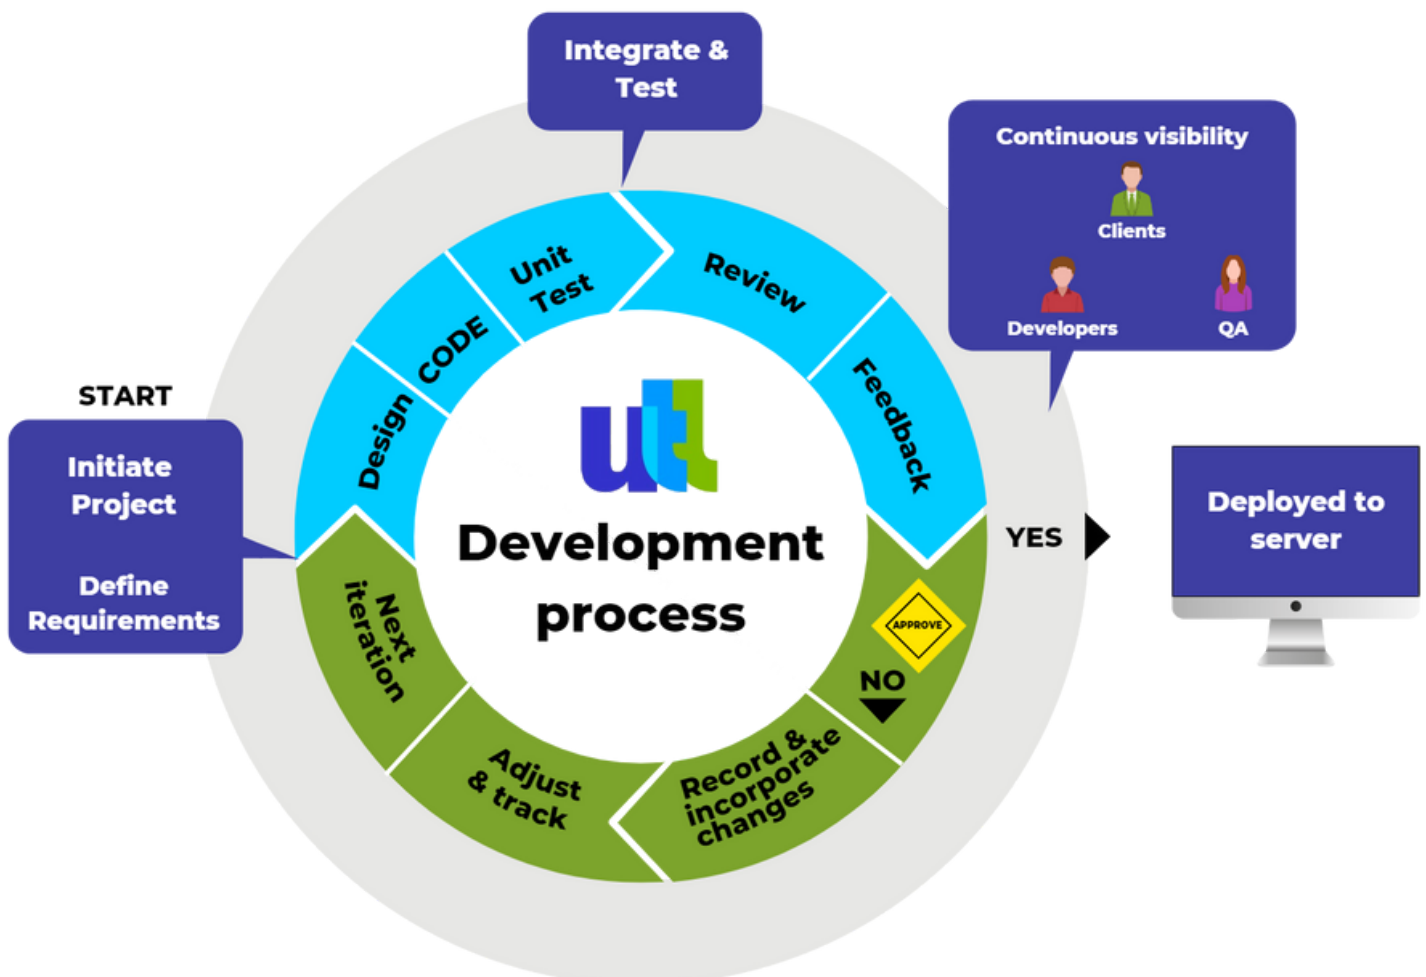 Integrate &
Test
Continuous visibility
Clients
Developers
QA
START
Initiate
Project
Define
Requirements
Design
CODE
Unit
Test
Review
Feedback
APPROVE
YES
Deployed to
server
NO
Record &
incorporate
changes
Adjust
& track
Next
iteration
utl
Development
process